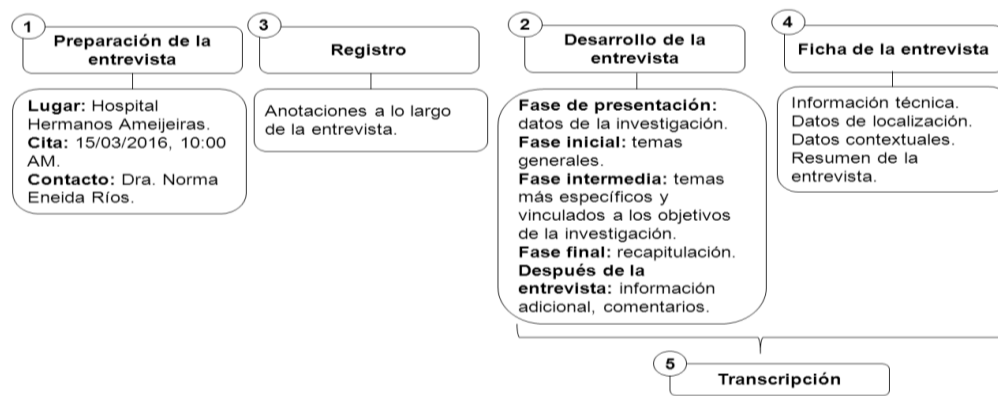 1
Preparación de la
entrevista
Lugar: Hospital
Hermanos Ameijeiras.
Cita: 15/03/2016, 10:00
AM.
Contacto: Dra. Norma
Eneida Ríos.
3
Registro
Anotaciones a lo largo
de la entrevista.
2
Desarrollo de la
entrevista
Fase de presentación:
datos de la investigación.
Fase inicial: temas
generales.
Fase intermedia: temas
más específicos y
vinculados a los objetivos
de la investigación.
Fase final: recapitulación.
Después de la
entrevista: información
adicional, comentarios.
4
Ficha de la entrevista
Información técnica.
Datos de localización.
Datos contextuales.
Resumen de la
entrevista.
5
Transcripción